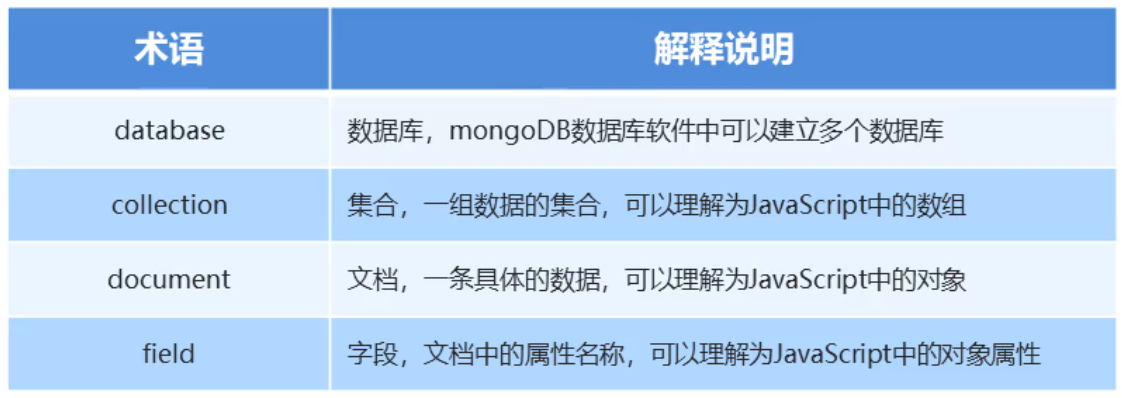 术语 解释说明
database 数据库，mongoDB数据库软件中可以建立多个数据库
collection 集合，一组数据的集合，可以理解为JavaScript中的数组
document 文档，一条具体的数据，可以理解为JavaScript中的对象
field 字段，文档中的属性名称，可以理解为JavaScript中的对象属性